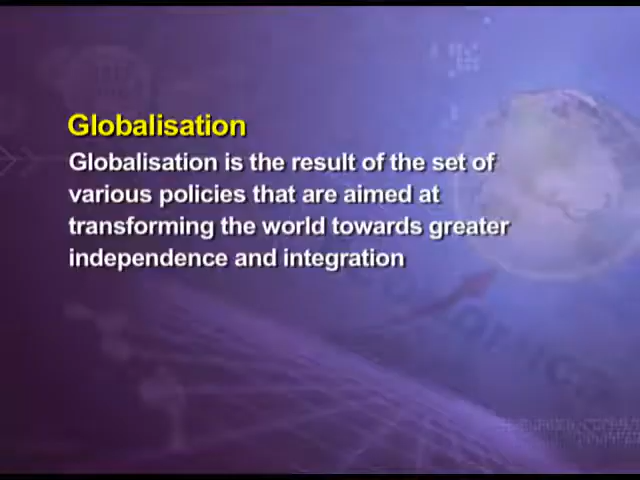 Globalisation
Globalisation is the result of the set of
various policies that are aimed at
transforming the world towards greater
independence and integration